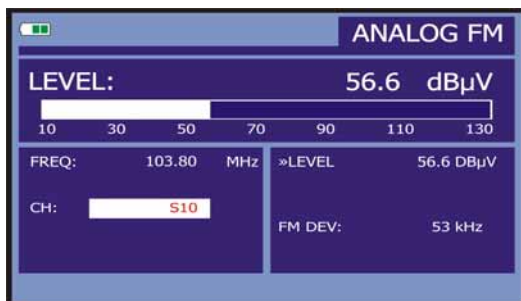 ANALOG FM
LEVEL: 56.6 dBµV
10 30 50 70 90 110 130
FREQ: 103.80 MHz
CH: S10
»LEVEL 56.6 DBµV
FM DEV: 53 kHz